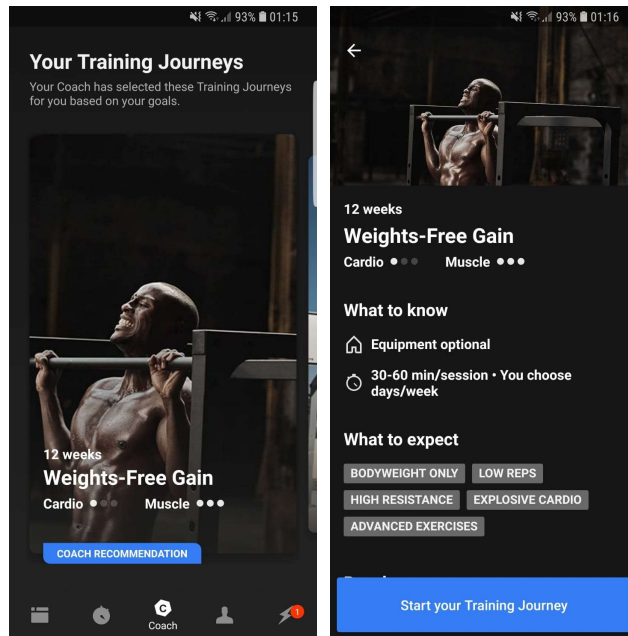 93% 01:15
Your Training Journeys
Your Coach has selected these Training Journeys
for you based on your goals.
12 weeks
Weights-Free Gain
Cardio Muscle
COACH RECOMMENDATION
C
Coach
1
93% 01:16
12 weeks
Weights-Free Gain
Cardio Muscle
What to know
Equipment optional
30-60 min/session • You choose
days/week
What to expect
BODYWEIGHT ONLY LOW REPS
HIGH RESISTANCE EXPLOSIVE CARDIO
ADVANCED EXERCISES
Start your Training Journey